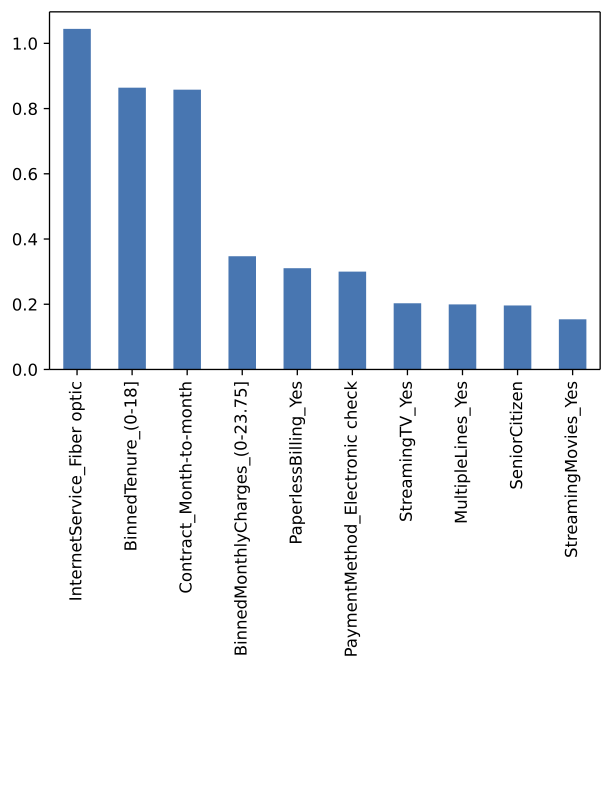 1.0
0.8
0.6
0.4
0.2
0.0
InternetService_Fiber optic
BinnedTenure_(0-18]
Contract_Month-to-month
BinnedMonthlyCharges_(0-23.75]
PaperlessBilling_Yes
PaymentMethod_Electronic check
StreamingTV_Yes
MultipleLines_Yes
SeniorCitizen
StreamingMovies_Yes